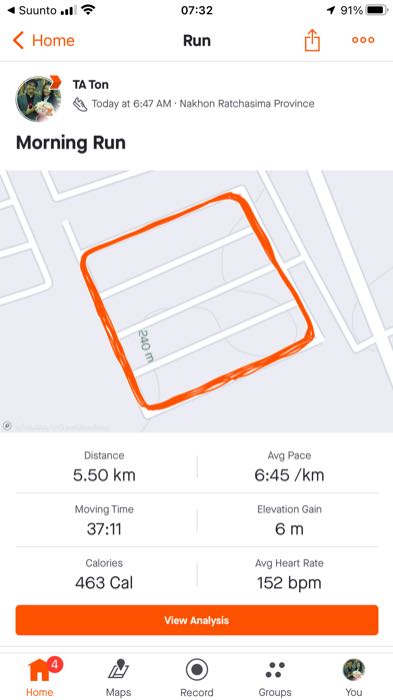 Suunto
07:32
91%
Home
Run
TA Ton
Today at 6:47 AM · Nakhon Ratchasima Province
Morning Run
240 m
Distance
Avg Pace
5.50 km
6:45 /km
Moving Time
Elevation Gain
37:11
6 m
Calories
Avg Heart Rate
463 Cal
152 bpm
View Analysis
4
Home
Maps
Record
Groups
You